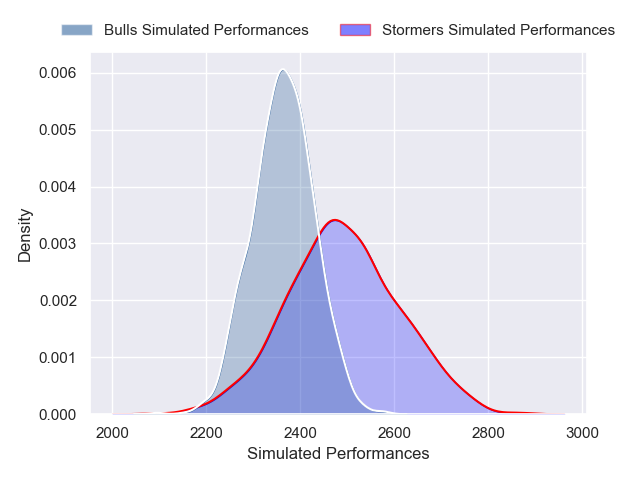 Bulls Simulated Performances Stormers Simulated Performances
0.006
0.005
0.004
0.003
0.002
0.001
0.000
Density
2000 2200 2400 2600 2800 3000
Simulated Performances